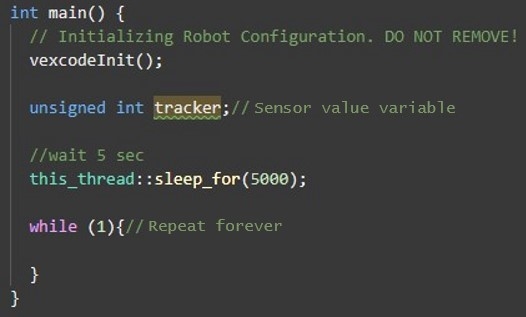 int main() {
// Initializing Robot Configuration. DO NOT REMOVE!
vexcodeInit();
unsigned int tracker;// Sensor value variable
//wait 5 sec
this_thread::sleep_for(5000);
while (1){// Repeat forever
}
}